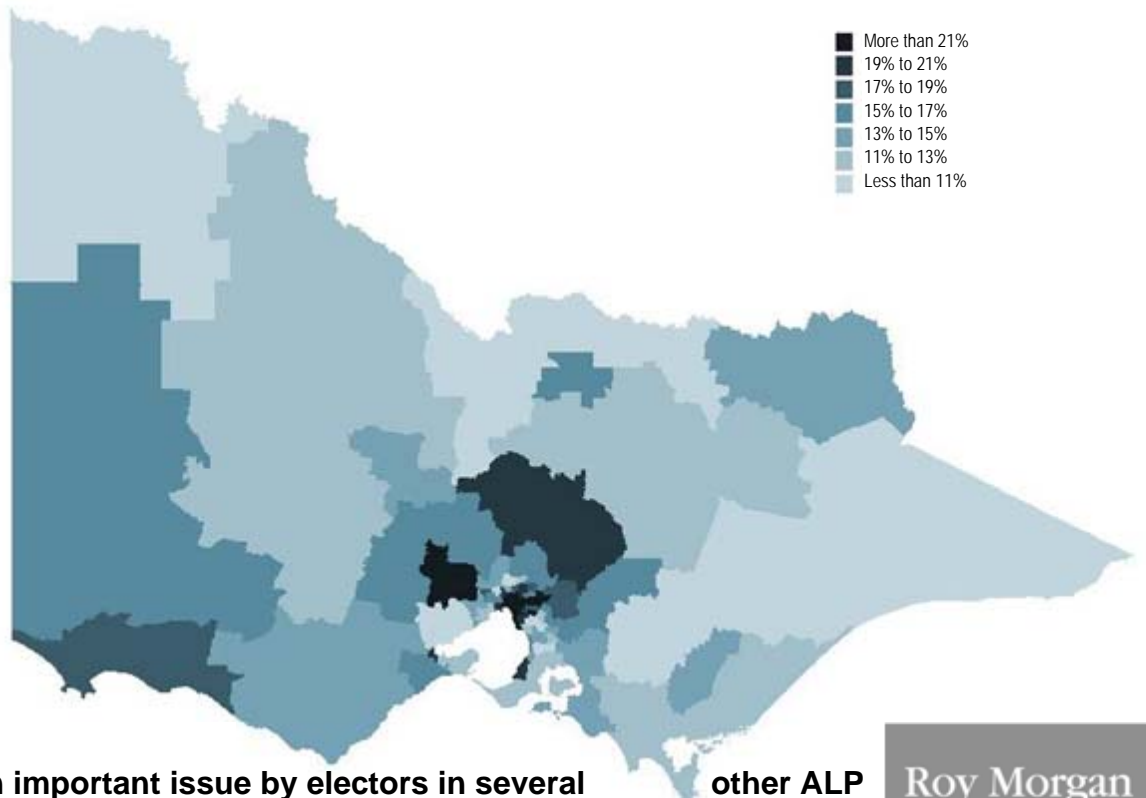 More than 21%
19% to 21%
17% to 19%
15% to 17%
13% to 15%
11% to 13%
Less than 11%
important issue by electors in several other ALP
Roy Morgan